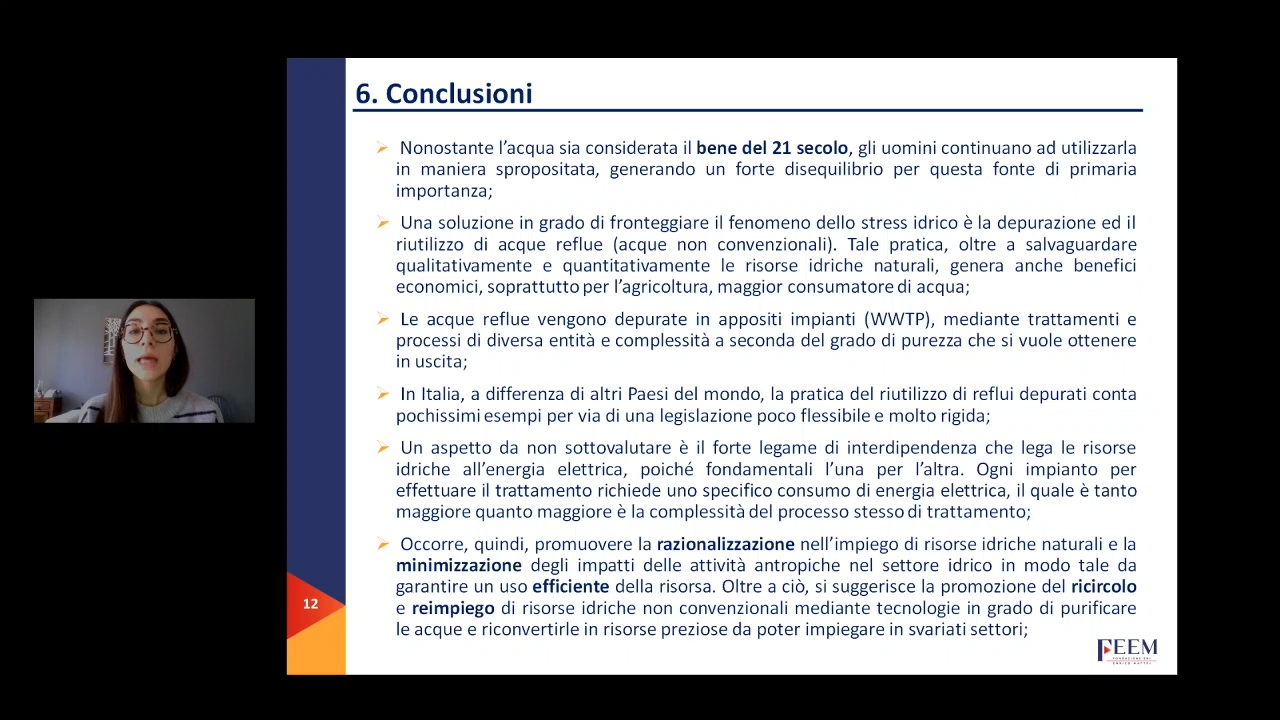 6. Conclusioni
Nonostante l’acqua sia considerata il bene del 21 secolo, gli uomini continuano ad utilizzarla
in maniera spropositata, generando un forte disequilibrio per questa fonte di primaria
importanza;
Una soluzione in grado di fronteggiare il fenomeno dello stress idrico è la depurazione ed il
riutilizzo di acque reflue (acque non convenzionali). Tale pratica, oltre a salvaguardare
qualitativamente e quantitativamente le risorse idriche naturali, genera anche benefici
economici, soprattutto per l’agricoltura, maggior consumatore di acqua;
Le acque reflue vengono depurate in appositi impianti (WWTP), mediante trattamenti e
processi di diversa entità e complessità a seconda del grado di purezza che si vuole ottenere
in uscita;
In Italia, a differenza di altri Paesi del mondo, la pratica del riutilizzo di reflui depurati conta
pochissimi esempi per via di una legislazione poco flessibile e molto rigida;
Un aspetto da non sottovalutare è il forte legame di interdipendenza che lega le risorse
idriche all’energia elettrica, poiché fondamentali l’una per l’altra. Ogni impianto per
effettuare il trattamento richiede uno specifico consumo di energia elettrica, il quale è tanto
maggiore quanto maggiore è la complessità del processo stesso di trattamento;
Occorre, quindi, promuovere la razionalizzazione nell’impiego di risorse idriche naturali e la
minimizzazione degli impatti delle attività antropiche nel settore idrico in modo tale da
garantire un uso efficiente della risorsa. Oltre a ciò, si suggerisce la promozione del ricircolo
e reimpiego di risorse idriche non convenzionali mediante tecnologie in grado di purificare
le acque e riconvertirle in risorse preziose da poter impiegare in svariati settori;
12
FEEM
FONDAZIONE ENI
ENRICO MATTEI